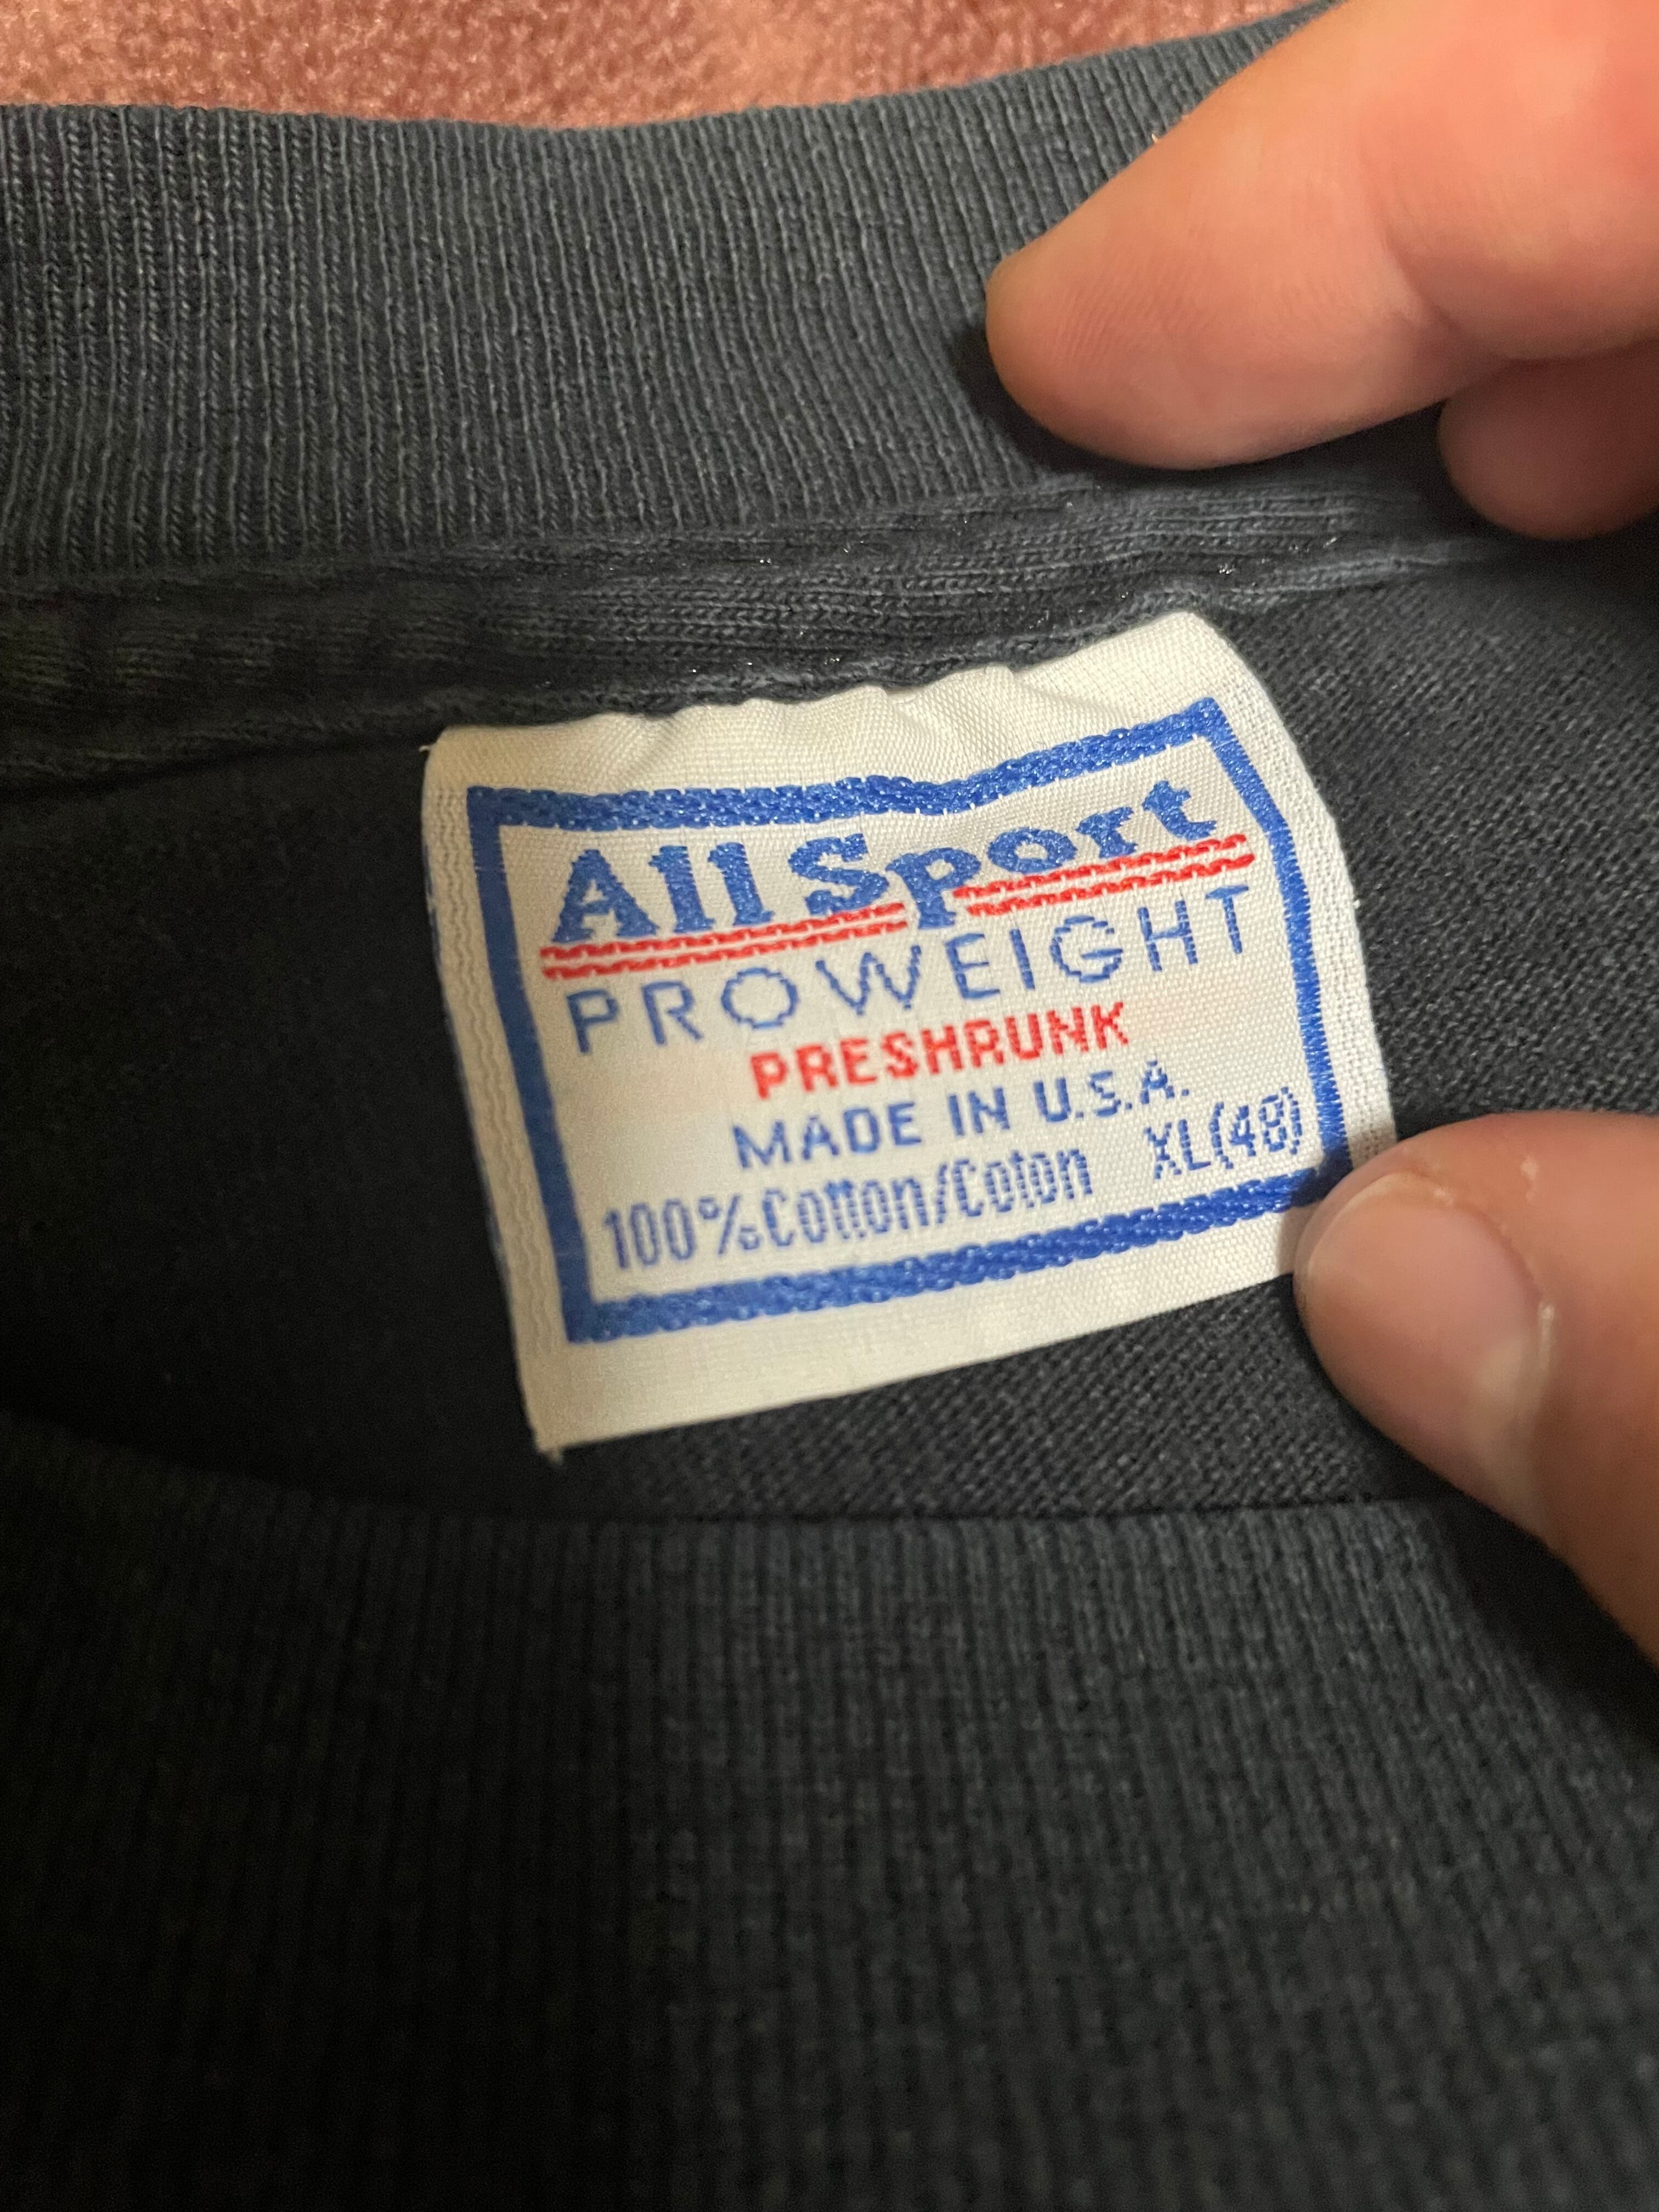 All Sport
PROWEIGHT
PRESHRUNK
MADE IN U.S.A.
100% Cotton/Coton XL(48)